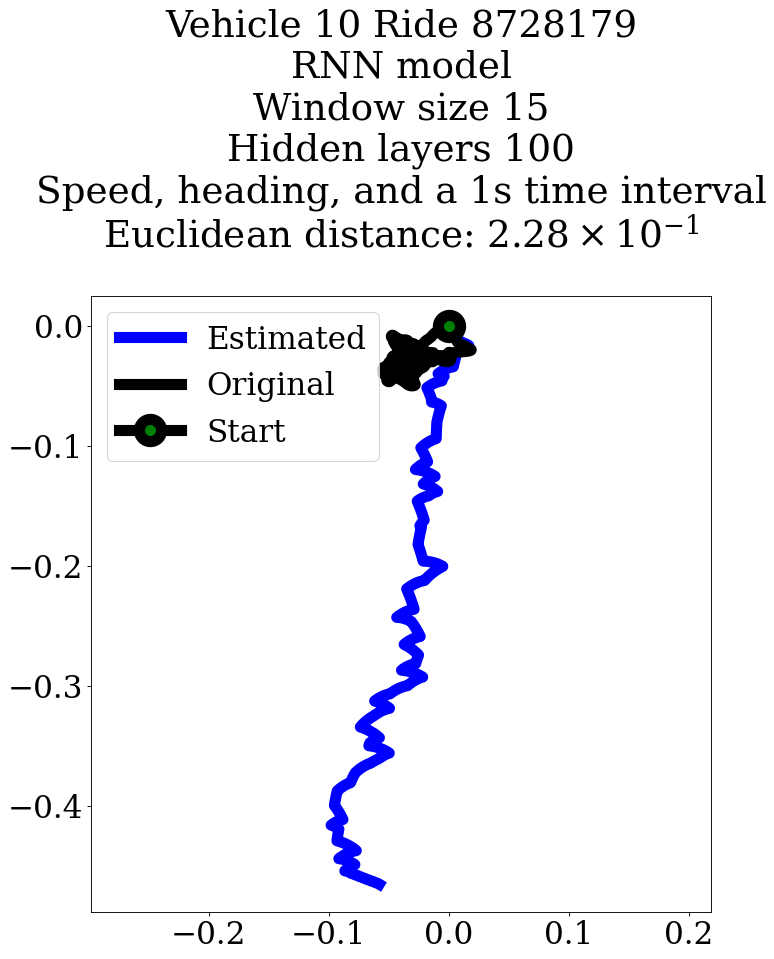 Vehicle 10 Ride 8728179
RNN model
Window size 15
Hidden layers 100
Speed, heading, and a 1s time interval
Euclidean distance: 2.28 × 10⁻¹
Estimated
Original
Start
0.0
−0.1
−0.2
−0.3
−0.4
−0.2 −0.1 0.0 0.1 0.2